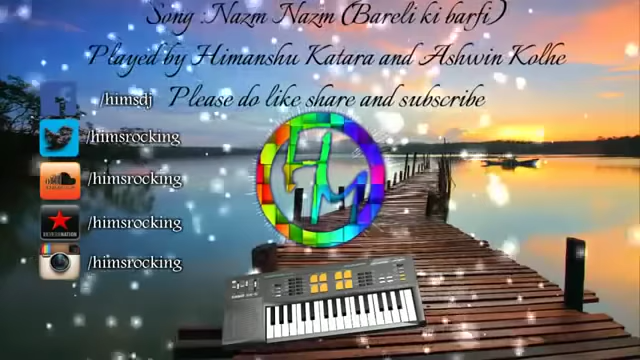 Song :Nazm Nazm (Bareli ki barfi)
Played by Himanshu Katara and Ashwin Kolhe
Please do like share and subscribe
/himsdj
/himsrocking
/himsrocking
/himsrocking
/himsrocking
HM